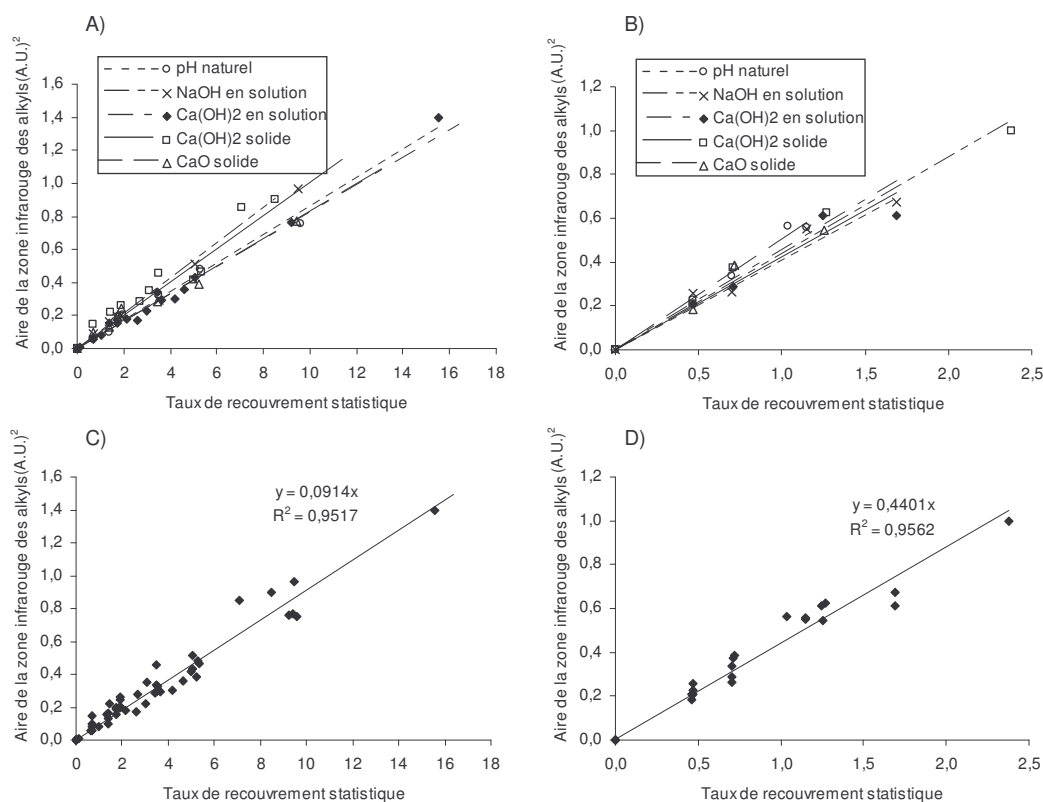 A)
Aire de la zone infrarouge des alkyls(A.U.)²
pH naturel
NaOH en solution
Ca(OH)2 en solution
Ca(OH)2 solide
CaO solide
1,6
1,4
1,2
1,0
0,8
0,6
0,4
0,2
0,0
0 2 4 6 8 10 12 14 16 18
Taux de recouvrement statistique
B)
Aire de la zone infrarouge des alkyls(A.U.)²
pH naturel
NaOH en solution
Ca(OH)2 en solution
Ca(OH)2 solide
CaO solide
1,2
1,0
0,8
0,6
0,4
0,2
0,0
0,0 0,5 1,0 1,5 2,0 2,5
Taux de recouvrement statistique
C)
Aire de la zone infrarouge des alkyls(A.U.)²
y = 0,0914x
R² = 0,9517
1,6
1,4
1,2
1,0
0,8
0,6
0,4
0,2
0,0
0 2 4 6 8 10 12 14 16 18
Taux de recouvrement statistique
D)
Aire de la zone infrarouge des alkyls(A.U.)²
y = 0,4401x
R² = 0,9562
1,2
1,0
0,8
0,6
0,4
0,2
0,0
0,0 0,5 1,0 1,5 2,0 2,5
Taux de recouvrement statistique